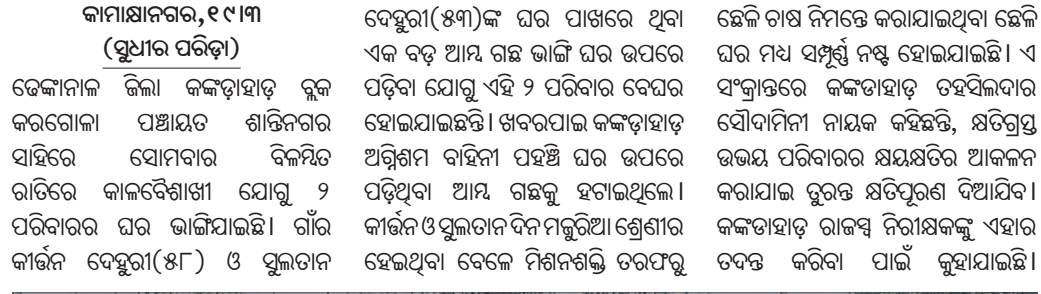 କାମାକ୍ଷାନଗର,୧୯।୩
(ସୁଧୀର ପରିଡ଼ା)
ଢେଙ୍କାନାଳ ଜିଲା କଙ୍କଡ଼ାହାଡ଼ ବ୍ଲକ
କରଗୋଳା ପଞ୍ଚାୟତ ଶାନ୍ତିନଗର
ସାହିରେ ସୋମବାର ବିଳମ୍ବିତ
ରାତିରେ କାଳବୈଶାଖୀ ଯୋଗୁ ୨
ପରିବାରର ଘର ଭାଙ୍ଗିଯାଇଛି। ଗାଁର
କୀର୍ତ୍ତନ ଦେହୁରୀ(୫୮) ଓ ସୁଲତାନ
ଦେହୁରୀ(୫୩)ଙ୍କ ଘର ପାଖରେ ଥିବା
ଏକ ବଡ଼ ଆମ୍ବ ଗଛ ଭାଙ୍ଗି ଘର ଉପରେ
ପଡ଼ିବା ଯୋଗୁ ଏହି ୨ ପରିବାର ବେଘର
ହୋଇଯାଇଛନ୍ତି। ଖବରପାଇ କଙ୍କଡ଼ାହାଡ଼
ଅଗ୍ନିଶମ ବାହିନୀ ପହଞ୍ଚି ଘର ଉପରେ
ପଡ଼ିଥିବା ଆମ୍ବ ଗଛକୁ ହଟାଇଥିଲେ।
କୀର୍ତ୍ତନ ଓ ସୁଲତାନ ଦିନ ମଜୁରିଆ ଶ୍ରେଣୀର
ହେଇଥିବା ବେଳେ ମିଶନଶକ୍ତି ତରଫରୁ
ଛେଳି ଚାଷ ନିମନ୍ତେ କରାଯାଇଥିବା ଛେଳି
ଘର ମଧ୍ୟ ସମ୍ପୂର୍ଣ୍ଣ ନଷ୍ଟ ହୋଇଯାଇଛି। ଏ
ସଂକ୍ରାନ୍ତରେ କଙ୍କଡାହାଡ଼ ତହସିଲଦାର
ସୌଦାମିନୀ ନାୟକ କହିଛନ୍ତି, କ୍ଷତିଗ୍ରସ୍ତ
ଉଭୟ ପରିବାରର କ୍ଷୟକ୍ଷତିର ଆକଳନ
କରାଯାଇ ତୁରନ୍ତ କ୍ଷତିପୂରଣ ଦିଆଯିବ।
କଙ୍କଡାହାଡ଼ ରାଜସ୍ୱ ନିରୀକ୍ଷକଙ୍କୁ ଏହାର
ତଦନ୍ତ କରିବା ପାଇଁ କୁହାଯାଇଛି।